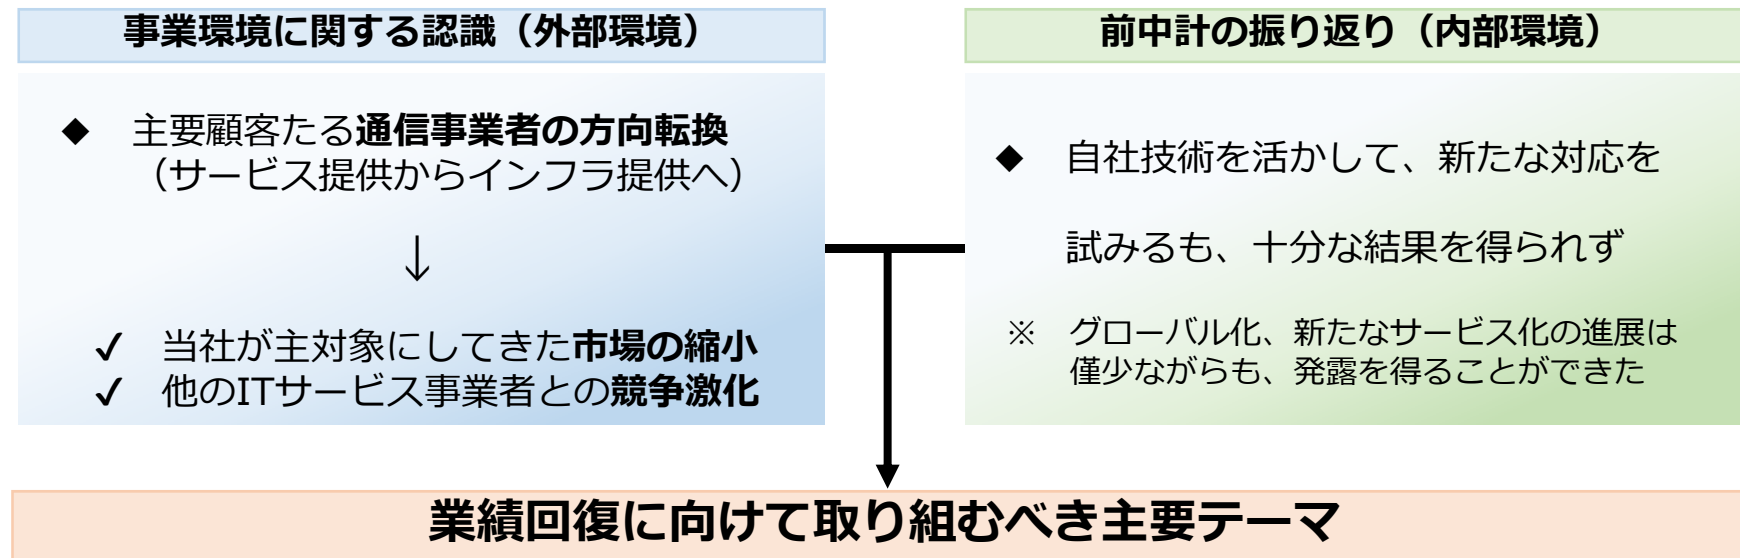 事業環境に関する認識（外部環境）
◆ 主要顧客たる通信事業者の方向転換
（サービス提供からインフラ提供へ）
↓
✓ 当社が主対象にしてきた市場の縮小
✓ 他のITサービス事業者との競争激化
前中計の振り返り（内部環境）
◆ 自社技術を活かして、新たな対応を
試みるも、十分な結果を得られず
※ グローバル化、新たなサービス化の進展は
僅少ながらも、発露を得ることができた
業績回復に向けて取り組むべき主要テーマ